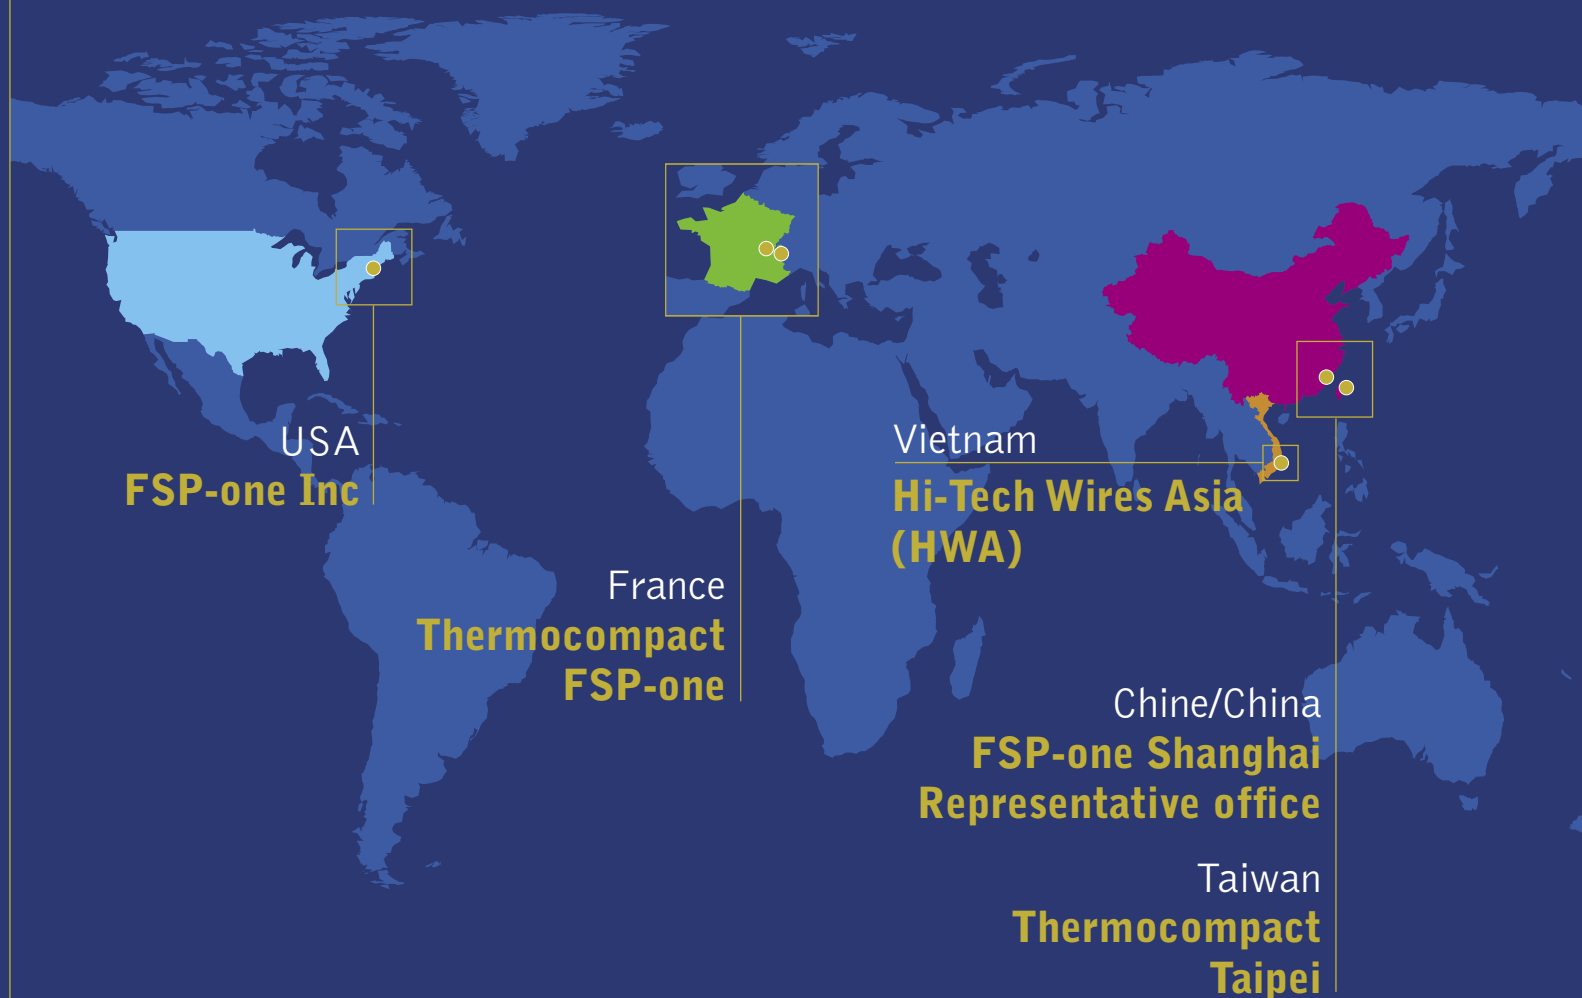 USA
FSP-one Inc
France
Thermocompact
FSP-one
Vietnam
Hi-Tech Wires Asia
(HWA)
Chine/China
FSP-one Shanghai
Representative office
Taiwan
Thermocompact
Taipei